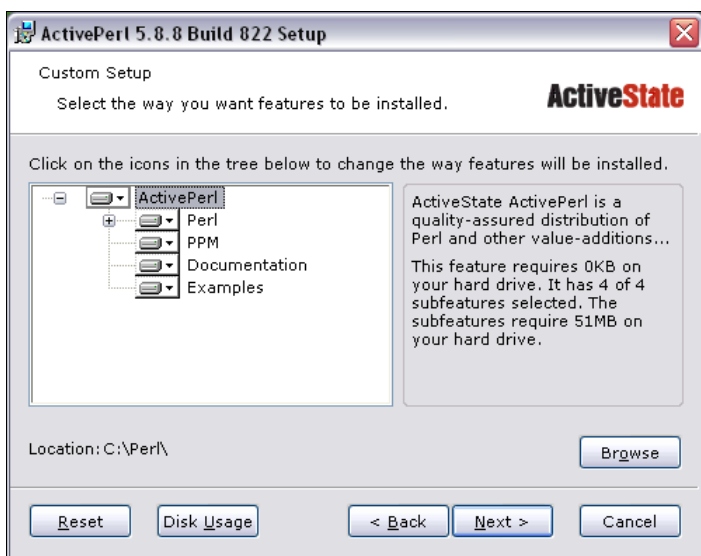 ActivePerl 5.8.8 Build 822 Setup
Custom Setup
Select the way you want features to be installed.
ActiveState
Click on the icons in the tree below to change the way features will be installed.
ActivePerl
Perl
PPM
Documentation
Examples
ActiveState ActivePerl is a
quality-assured distribution of
Perl and other value-additions...
This feature requires 0KB on
your hard drive. It has 4 of 4
subfeatures selected. The
subfeatures require 51MB on
your hard drive.
Location: C:\Perl\
Browse
Reset
Disk Usage
< Back
Next >
Cancel